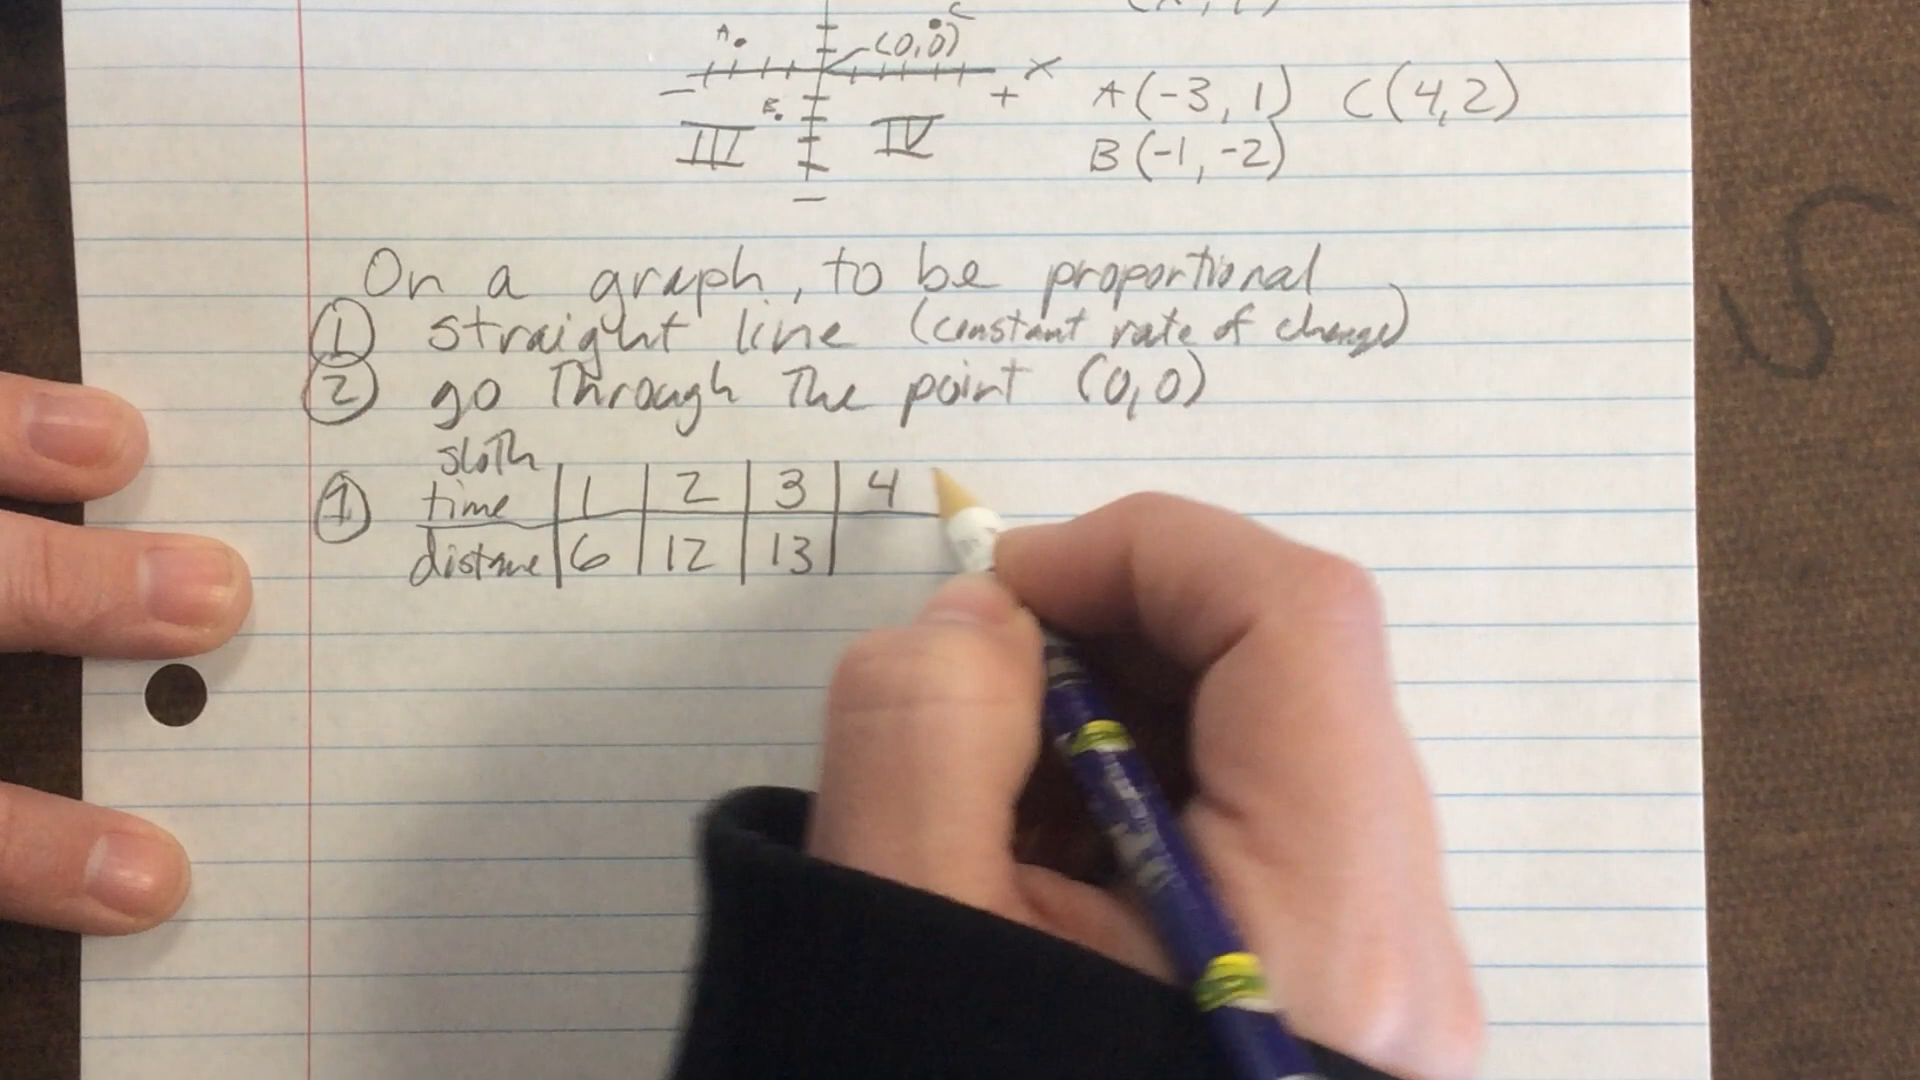 C
A (0,0)
X
- + A(-3, 1) C(4,2)
B
III IV B(-1, -2)
-
On a graph, to be proportional
1 straight line (constant rate of change)
2 go through the point (0,0)
sloth
1 time 1 2 3 4
distane 6 12 13